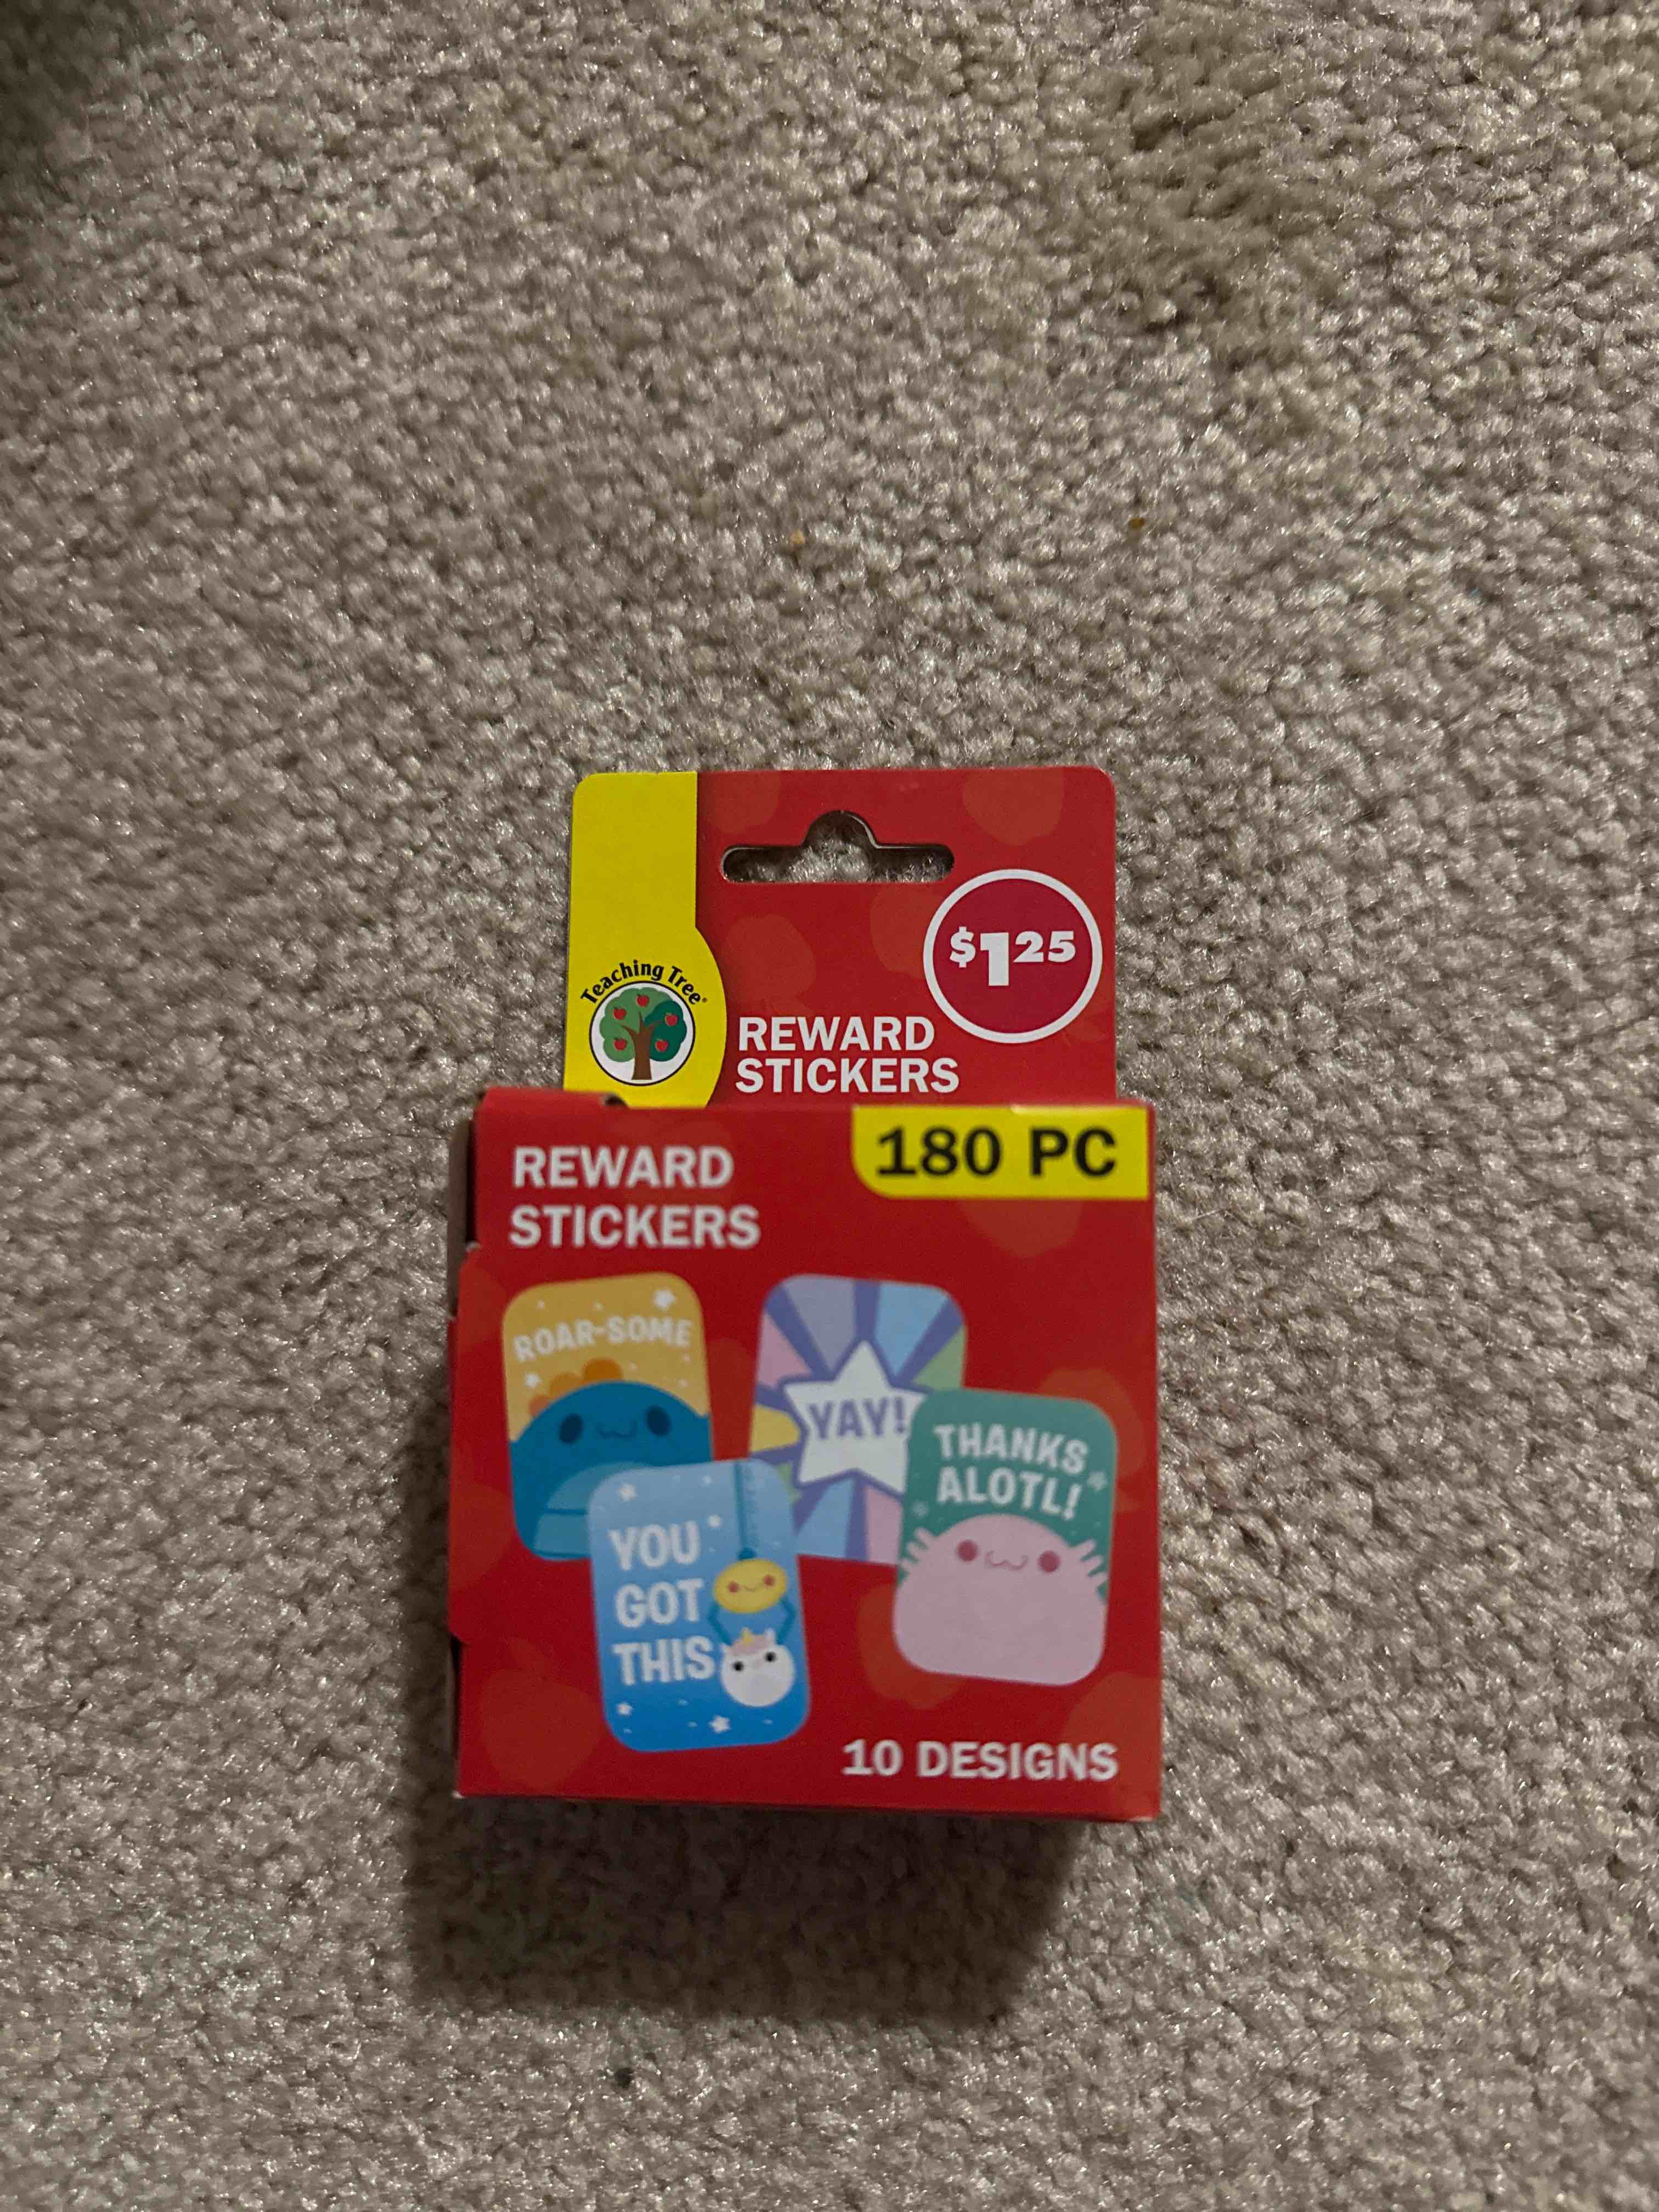 $1.25
Teaching Tree®
REWARD
STICKERS
180 PC
REWARD
STICKERS
ROAR-SOME
YAY!
THANKS
ALOTL!
YOU
GOT
THIS
10 DESIGNS